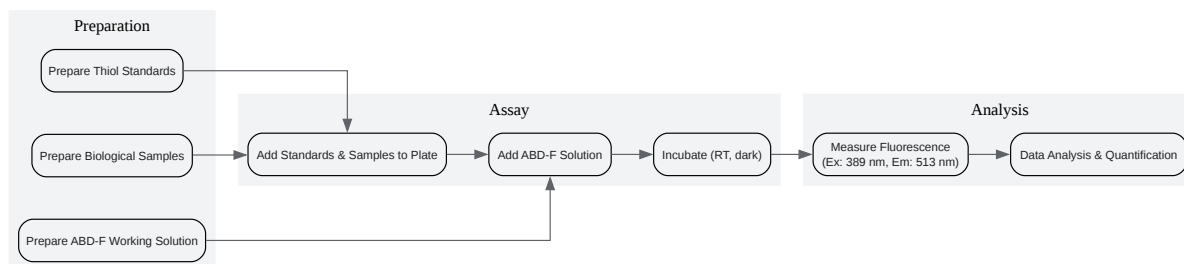 Preparation
Prepare Thiol Standards
Prepare Biological Samples
Prepare ABD-F Working Solution
Assay
Add Standards & Samples to Plate
Add ABD-F Solution
Incubate (RT, dark)
Analysis
Measure Fluorescence
(Ex: 389 nm, Em: 513 nm)
Data Analysis & Quantification